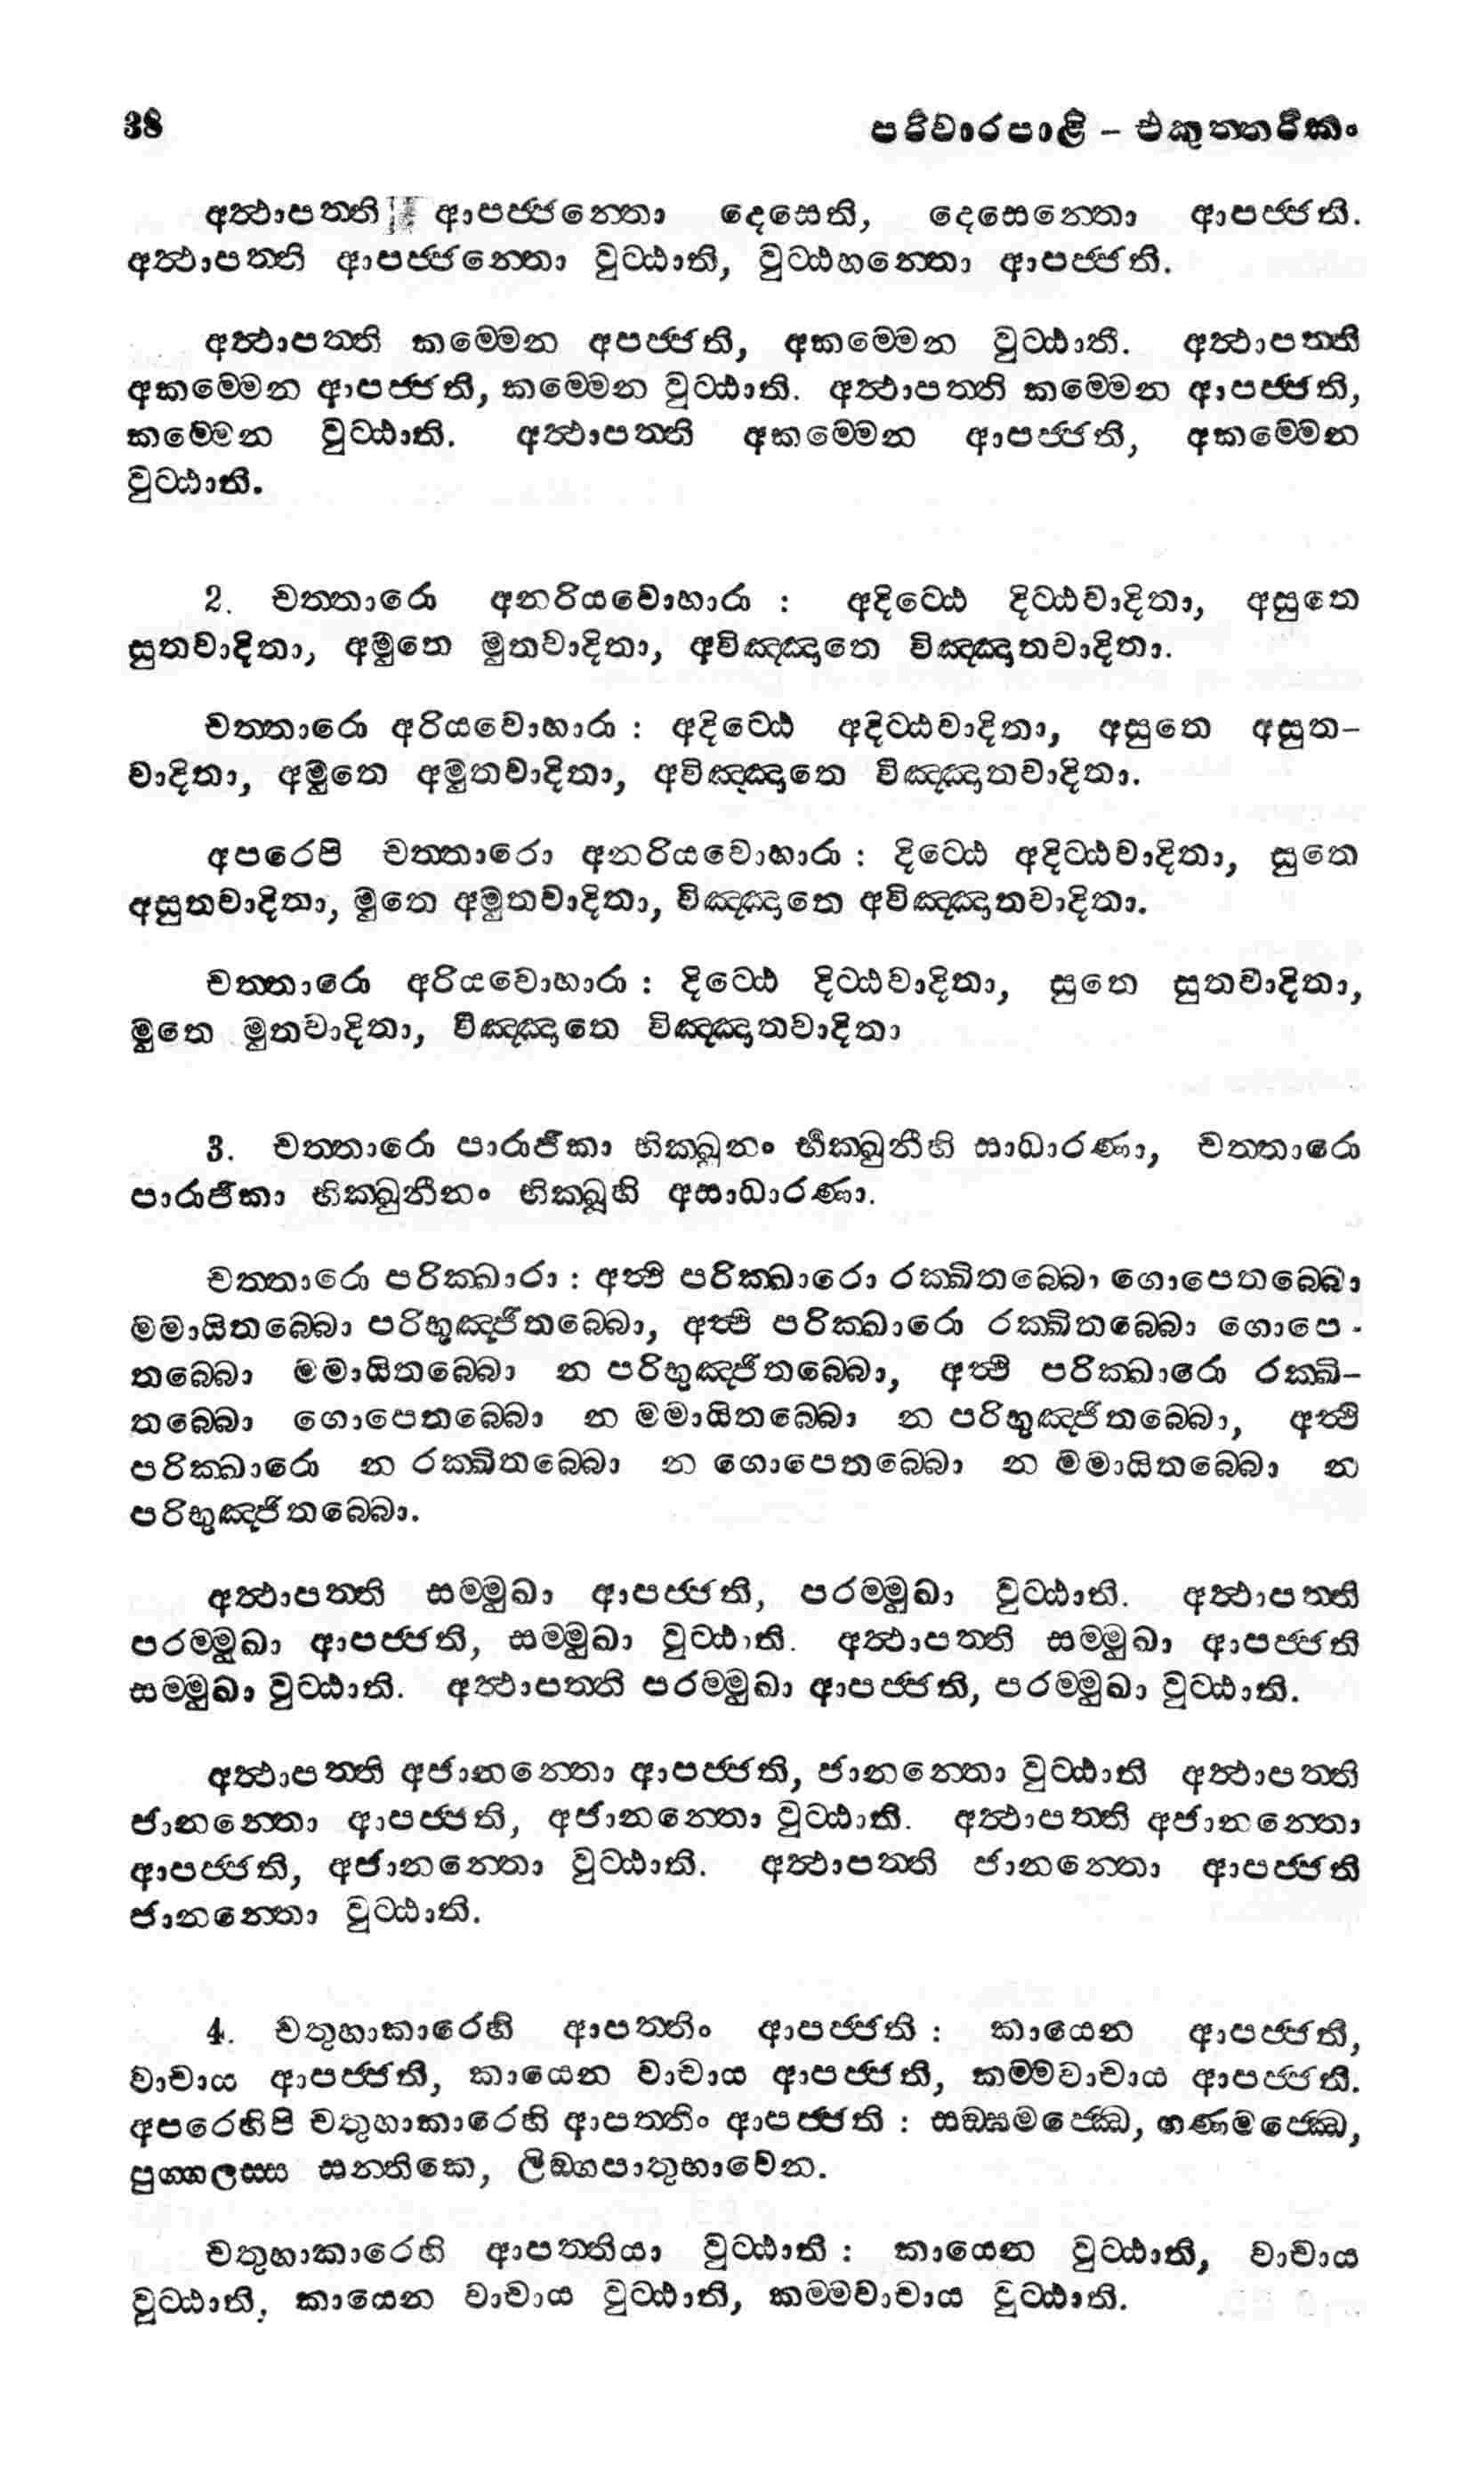 38 පරිවාරපාළි – එකුත්තරිකං
අත්ථාපත්ති ආපජ්ජන්තො දෙසෙති, දෙසෙන්තො ආපජ්ජති.
අත්ථාපත්ති ආපජ්ජන්තො වුට්ඨාති, වුට්ඨහන්තො ආපජ්ජති.
අත්ථාපත්ති කම්මෙන අපජ්ජති, අකම්මෙන වුට්ඨාති. අත්ථාපත්ති
අකම්මෙන ආපජ්ජති, කම්මෙන වුට්ඨාති. අත්ථාපත්ති කම්මෙන ආපජ්ජති,
කම්මෙන වුට්ඨාති. අත්ථාපත්ති අකම්මෙන ආපජ්ජති, අකම්මෙන
වුට්ඨාති.
2. චත්තාරො අනරියවොහාරා : අදිට්ඨෙ දිට්ඨවාදිතා, අසුතෙ
සුතවාදිතා, අමුතෙ මුතවාදිතා, අවිඤ්ඤාතෙ විඤ්ඤාතවාදිතා.
චත්තාරො අරියවොහාරා : අදිට්ඨෙ අදිට්ඨවාදිතා, අසුතෙ අසුත-
වාදිතා, අමුතෙ අමුතවාදිතා, අවිඤ්ඤාතෙ විඤ්ඤාතවාදිතා.
අපරෙපි චත්තාරො අනරියවොහාරා : දිට්ඨෙ අදිට්ඨවාදිතා, සුතෙ
අසුතවාදිතා, මුතෙ අමුතවාදිතා, විඤ්ඤාතෙ අවිඤ්ඤාතවාදිතා.
චත්තාරො අරියවොහාරා : දිට්ඨෙ දිට්ඨවාදිතා, සුතෙ සුතවාදිතා,
මුතෙ මුතවාදිතා, විඤ්ඤාතෙ විඤ්ඤාතවාදිතා
3. චත්තාරො පාරාජිකා භික්ඛූනං භික්ඛුනීහි සාධාරණා, චත්තාරො
පාරාජිකා භික්ඛුනීනං භික්ඛූහි අසාධාරණා.
චත්තාරො පරික්ඛාරා : අත්ථි පරික්ඛාරො රක්ඛිතබ්බො ගොපෙතබ්බො
මමායිතබ්බො පරිභුඤ්ජිතබ්බො, අත්ථි පරික්ඛාරො රක්ඛිතබ්බො ගොපෙ-
තබ්බො මමායිතබ්බො න පරිභුඤ්ජිතබ්බො, අත්ථි පරික්ඛාරො රක්ඛි-
තබ්බො ගොපෙතබ්බො න මමායිතබ්බො න පරිභුඤ්ජිතබ්බො, අත්ථි
පරික්ඛාරො න රක්ඛිතබ්බො න ගොපෙතබ්බො න මමායිතබ්බො න
පරිභුඤ්ජිතබ්බො.
අත්ථාපත්ති සම්මුඛා ආපජ්ජති, පරම්මුඛා වුට්ඨාති. අත්ථාපත්ති
පරම්මුඛා ආපජ්ජති, සම්මුඛා වුට්ඨාති. අත්ථාපත්ති සම්මුඛා ආපජ්ජති
සම්මුඛා වුට්ඨාති. අත්ථාපත්ති පරම්මුඛා ආපජ්ජති, පරම්මුඛා වුට්ඨාති.
අත්ථාපත්ති අජානන්තො ආපජ්ජති, ජානන්තො වුට්ඨාති අත්ථාපත්ති
ජානන්තො ආපජ්ජති, අජානන්තො වුට්ඨාති. අත්ථාපත්ති අජානන්තො
ආපජ්ජති, අජානන්තො වුට්ඨාති. අත්ථාපත්ති ජානන්තො ආපජ්ජති
ජානන්තො වුට්ඨාති.
4. චතුහාකාරෙහි ආපත්තිං ආපජ්ජති : කායෙන ආපජ්ජති,
වාචාය ආපජ්ජති, කායෙන වාචාය ආපජ්ජති, කම්මවාචාය ආපජ්ජති.
අපරෙහිපි චතුහාකාරෙහි ආපත්තිං ආපජ්ජති : සඞ්ඝමජ්ඣෙ, ගණමජ්ඣෙ,
පුග්ගලස්ස සන්තිකෙ, ලිඞ්ගපාතුභාවෙන.
චතුහාකාරෙහි ආපත්තියා වුට්ඨාති : කායෙන වුට්ඨාති, වාචාය
වුට්ඨාති, කායෙන වාචාය වුට්ඨාති, කම්මවාචාය වුට්ඨාති.